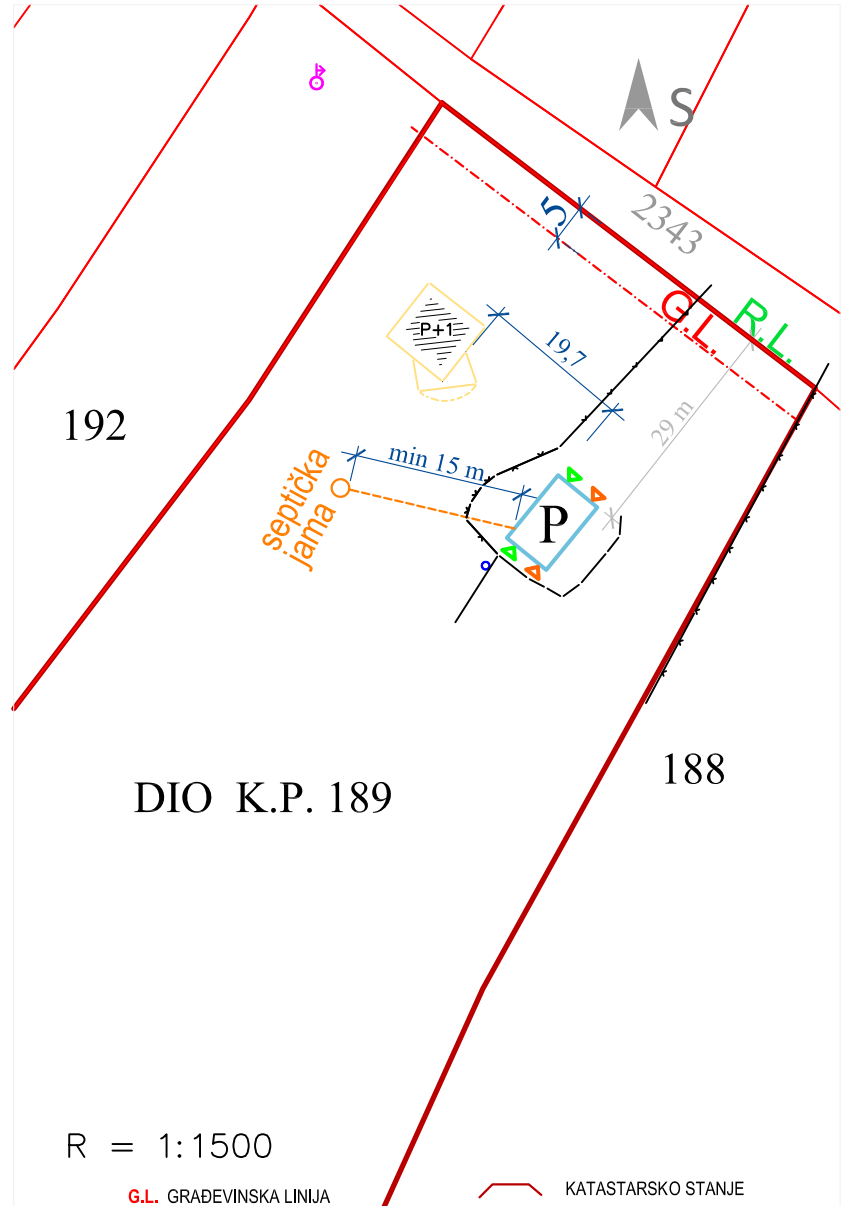 S
2343
5
G.L.
R.L.
P+1
19,7
29 m
192
min 15 m
septička
jama
P
188
DIO K.P. 189
R = 1:1500
G.L. GRAĐEVINSKA LINIJA
KATASTARSKO STANJE